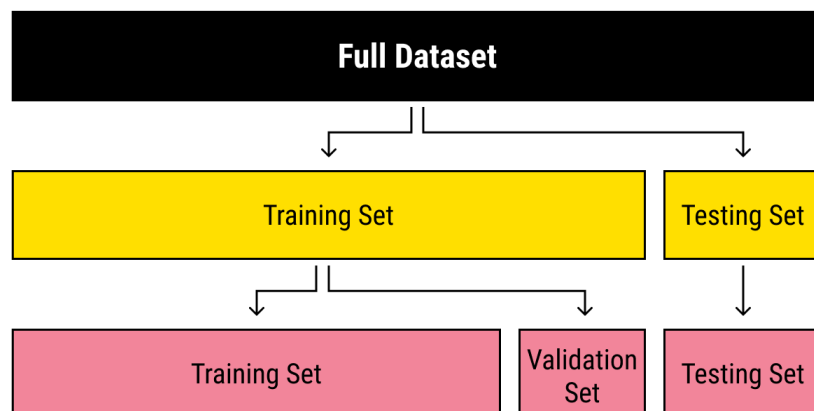 Full Dataset
Training Set
Testing Set
Training Set
Validation
Set
Testing Set